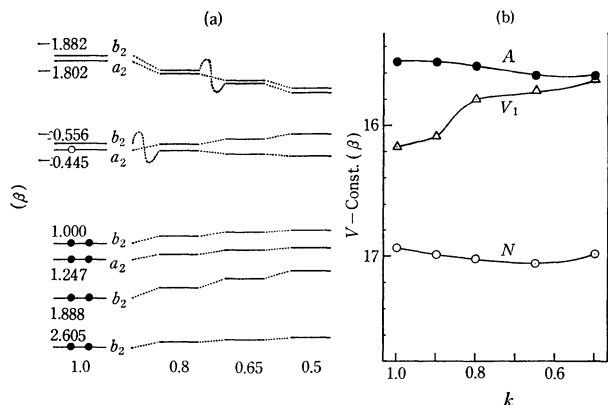 (a)
(b)
−1.882 b₂
−1.802 a₂
−0.556 b₂
−0.445 a₂
(β)
1.000 b₂
a₂
1.247
b₂
1.888
2.605
b₂
1.0 0.8 0.65 0.5
V−Const. (β)
16
17
A
V₁
N
1.0 0.8 0.6
k